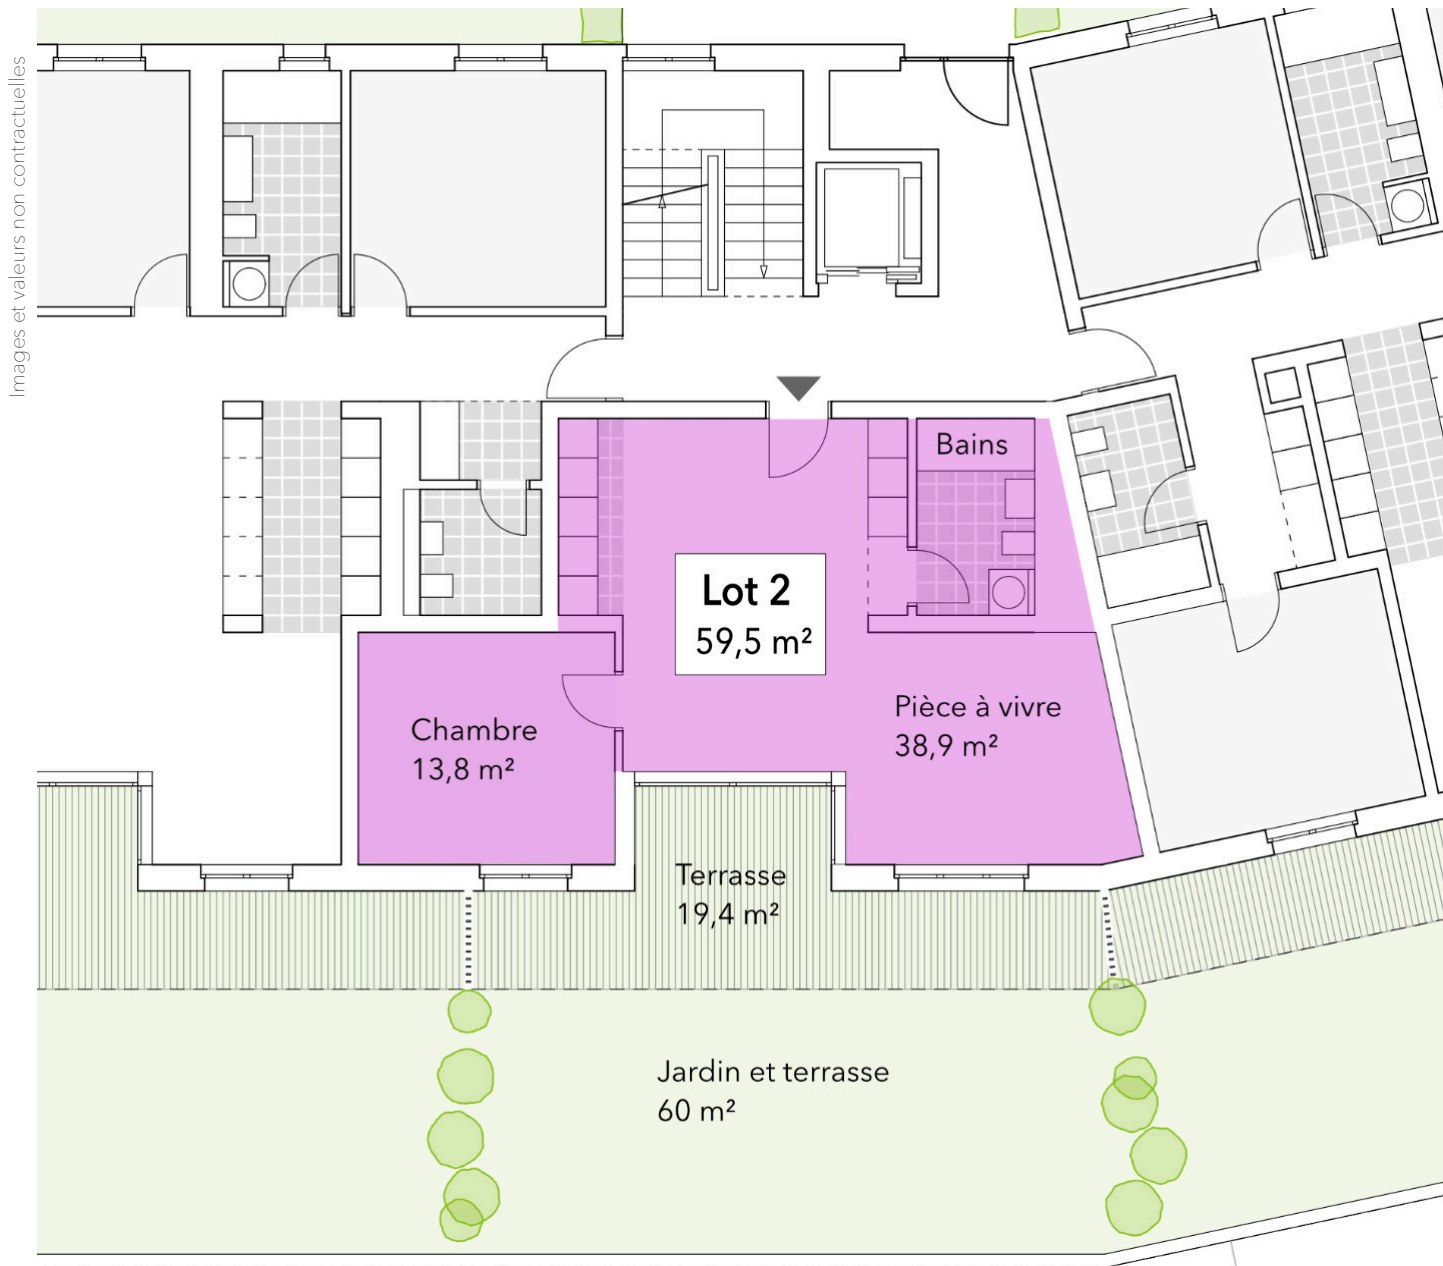 Images et valeurs non contractuelles
Bains
Lot 2
59,5 m²
Pièce à vivre
38,9 m²
Chambre
13,8 m²
Terrasse
19,4 m²
Jardin et terrasse
60 m²